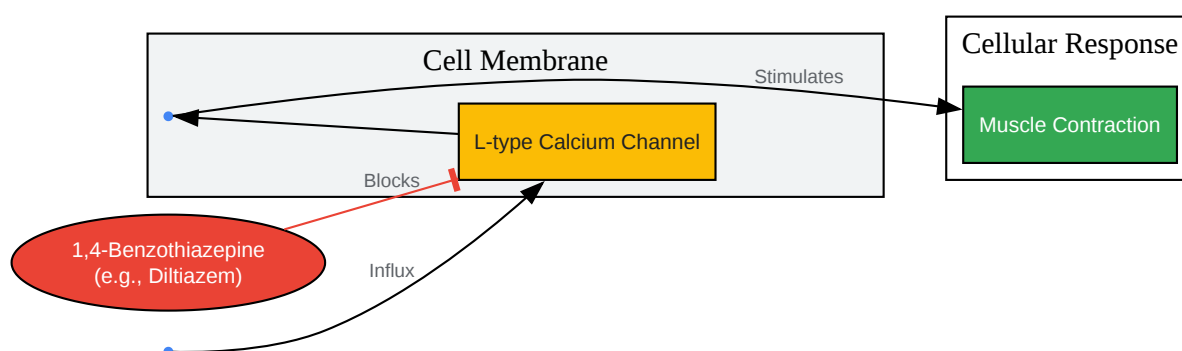 Cellular Response
Cell Membrane
Stimulates
Muscle Contraction
L-type Calcium Channel
Blocks
1,4-Benzothiazepine
(e.g., Diltiazem)
Influx